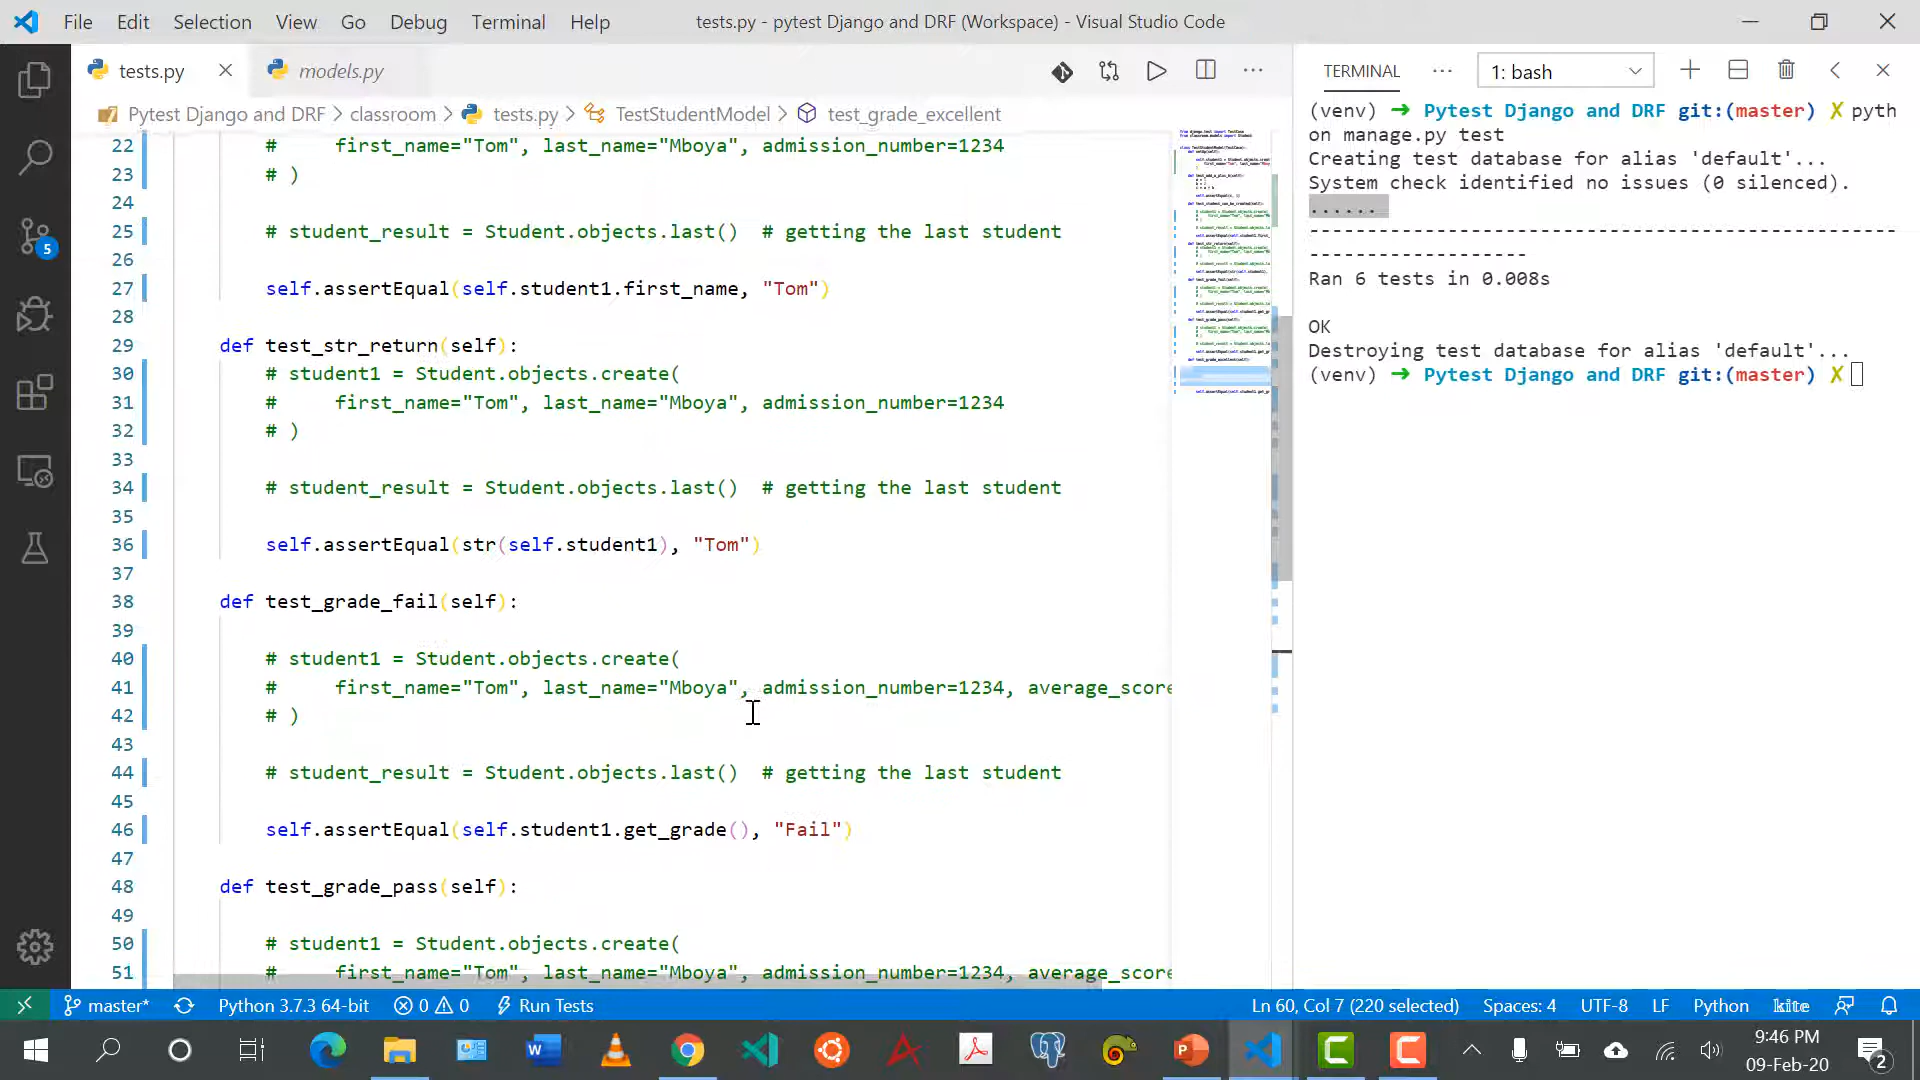 File Edit Selection View Go Debug Terminal Help
tests.py - pytest Django and DRF (Workspace) - Visual Studio Code
tests.py
models.py
Pytest Django and DRF > classroom > tests.py > TestStudentModel > test_grade_excellent
22 #     first_name="Tom", last_name="Mboya", admission_number=1234
23 # )
24
25 # student_result = Student.objects.last()  # getting the last student
26
27 self.assertEqual(self.student1.first_name, "Tom")
28
29 def test_str_return(self):
30 # student1 = Student.objects.create(
31 #     first_name="Tom", last_name="Mboya", admission_number=1234
32 # )
33
34 # student_result = Student.objects.last()  # getting the last student
35
36 self.assertEqual(str(self.student1), "Tom")
37
38 def test_grade_fail(self):
39
40 # student1 = Student.objects.create(
41 #     first_name="Tom", last_name="Mboya", admission_number=1234, average_score
42 # )
43
44 # student_result = Student.objects.last()  # getting the last student
45
46 self.assertEqual(self.student1.get_grade(), "Fail")
47
48 def test_grade_pass(self):
49
50 # student1 = Student.objects.create(
51 #     first_name="Tom", last_name="Mboya", admission_number=1234, average_score
TERMINAL ... 1: bash
(venv) ➜ Pytest Django and DRF git:(master) ✗ pyth
on manage.py test
Creating test database for alias 'default'...
System check identified no issues (0 silenced).
......
-------------------------------------------------
------------------
Ran 6 tests in 0.008s
OK
Destroying test database for alias 'default'...
(venv) ➜ Pytest Django and DRF git:(master) ✗
5
master* Python 3.7.3 64-bit 0 0 Run Tests
Ln 60, Col 7 (220 selected) Spaces: 4 UTF-8 LF Python kite
9:46 PM
09-Feb-20
2